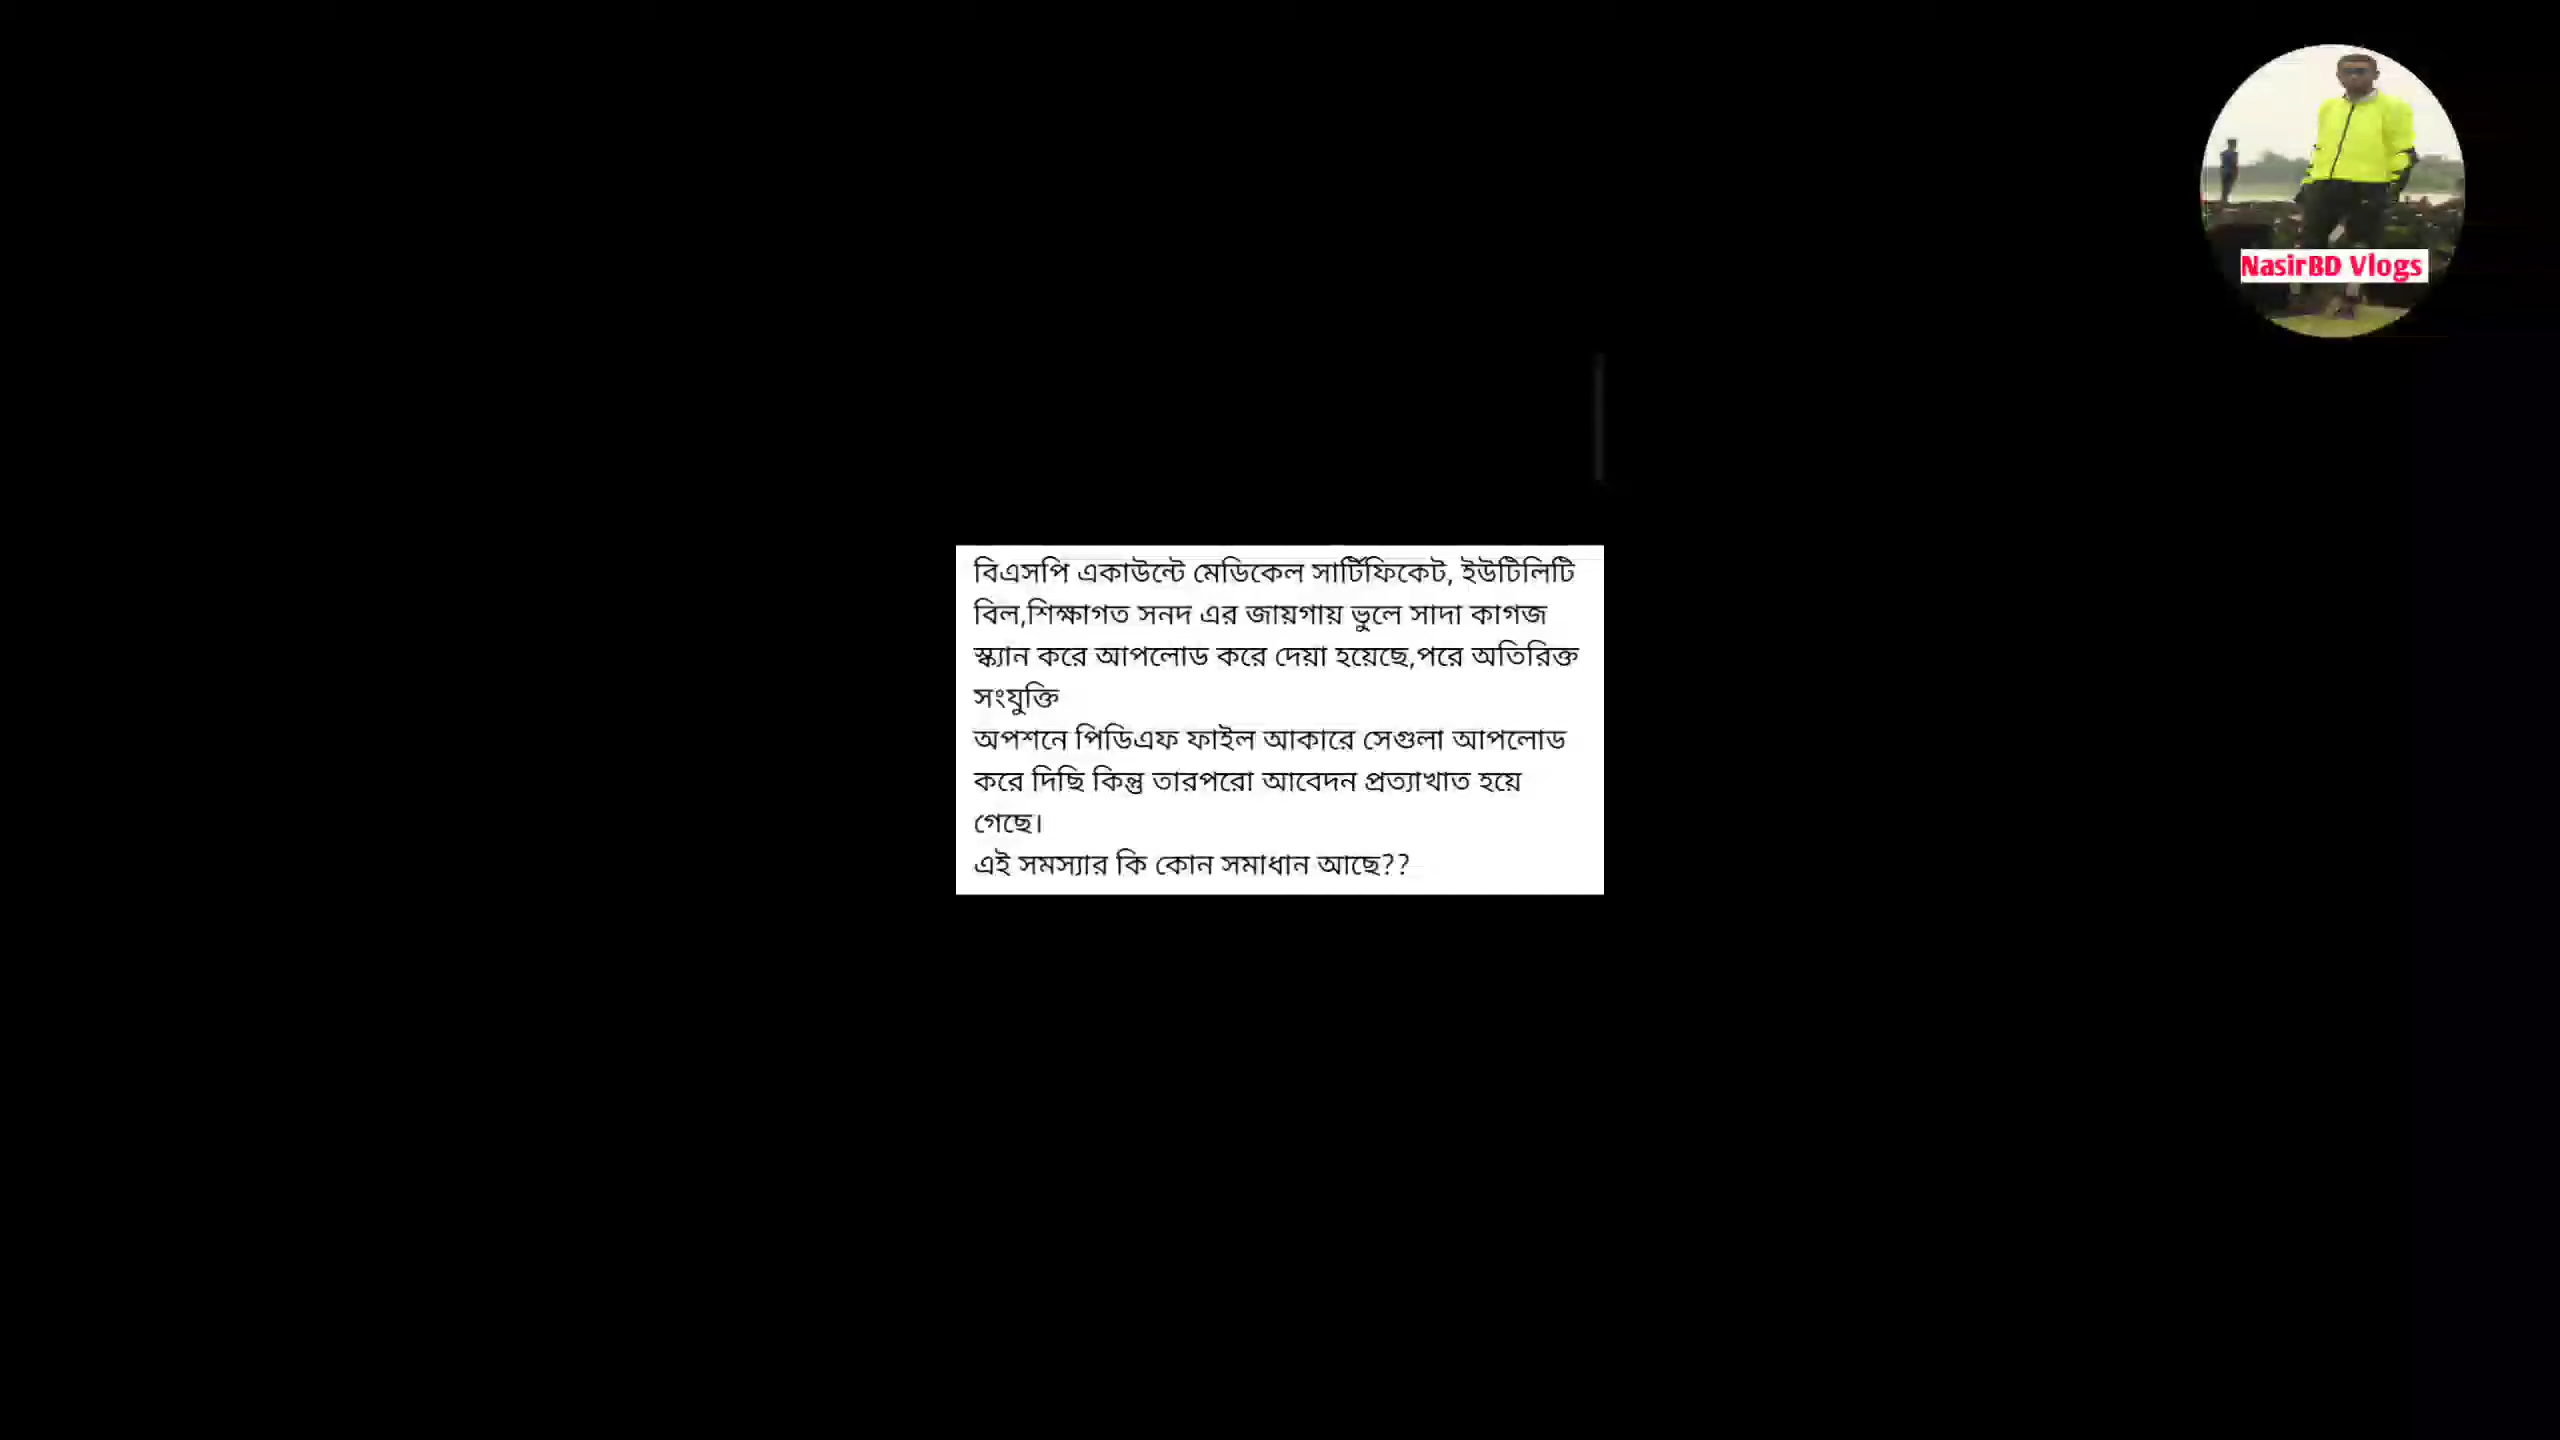 NasirBD Vlogs
বিএসপি একাউন্টে মেডিকেল সার্টিফিকেট, ইউটিলিটি
বিল,শিক্ষাগত সনদ এর জায়গায় ভুলে সাদা কাগজ
স্ক্যান করে আপলোড করে দেয়া হয়েছে,পরে অতিরিক্ত
সংযুক্তি
অপশনে পিডিএফ ফাইল আকারে সেগুলা আপলোড
করে দিছি কিন্তু তারপরো আবেদন প্রত্যাখাত হয়ে
গেছে।
এই সমস্যার কি কোন সমাধান আছে??